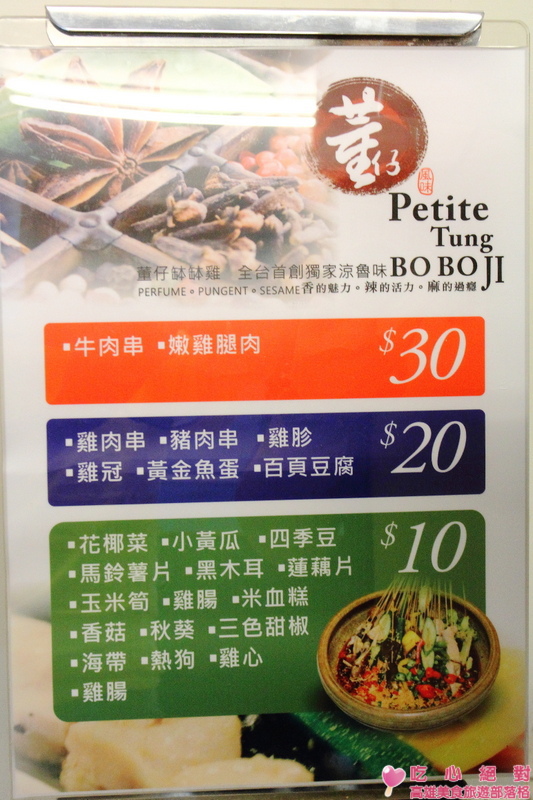 董仔
風味
Petite
Tung
董仔缽缽雞 全台首創獨家涼魯味 BO BO JI
PERFUME。PUNGENT。SESAME香的魅力。辣的活力。麻的過癮
▪牛肉串 ▪嫩雞腿肉 $30
▪雞肉串 ▪豬肉串 ▪雞胗 $20
▪雞冠 ▪黃金魚蛋 ▪百頁豆腐
▪花椰菜 ▪小黃瓜 ▪四季豆 $10
▪馬鈴薯片 ▪黑木耳 ▪蓮藕片
▪玉米筍 ▪雞腸 ▪米血糕
▪香菇 ▪秋葵 ▪三色甜椒
▪海帶 ▪熱狗 ▪雞心
▪雞腸
吃心絕對
高雄美食旅遊部落格